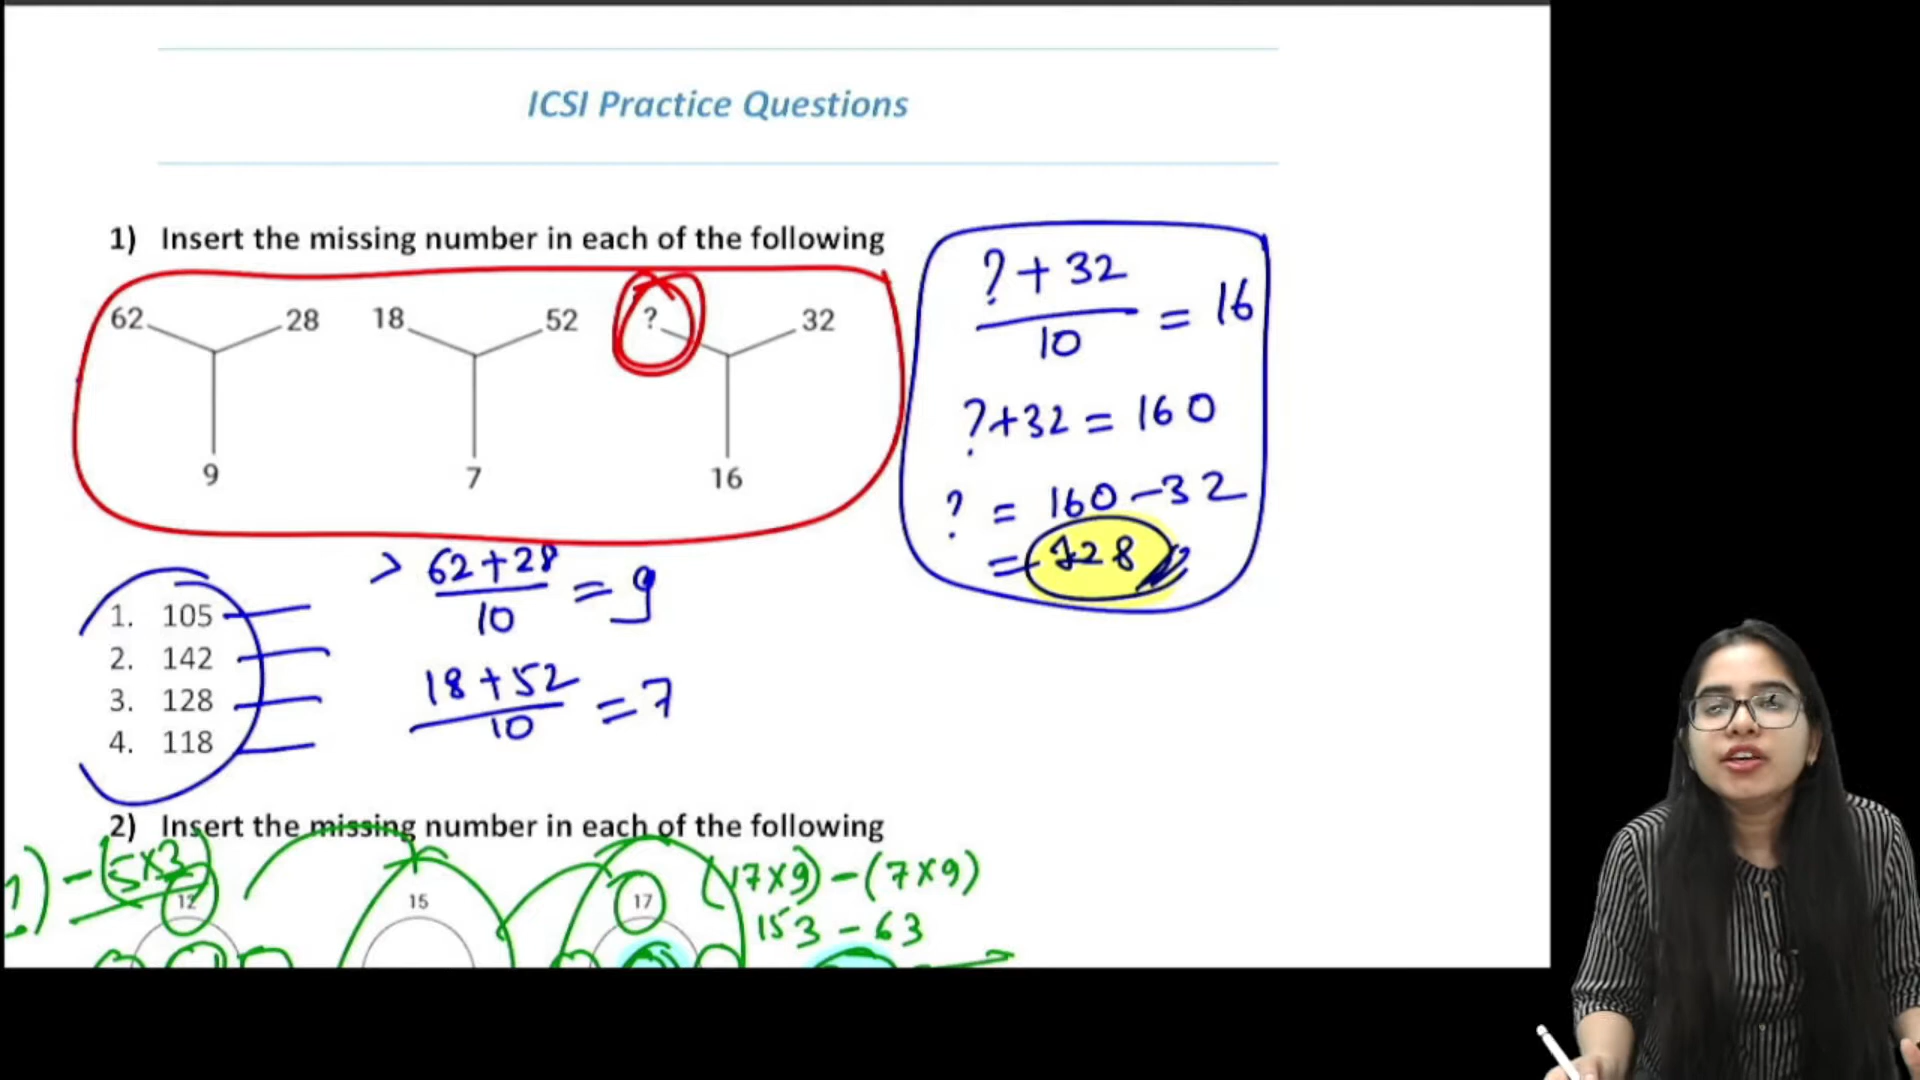 ICSI Practice Questions
1) Insert the missing number in each of the following
62 28 18 52 ? 32
9 7 16
? + 32
10
= 16
?+32 = 160
? = 160-32
= 128
62+28
10
= 9
18+52
10
= 7
1. 105
2. 142
3. 128
4. 118
2) Insert the missing number in each of the following
) - (5×3)
12 15 17
(17×9) - (7×9)
153 - 63